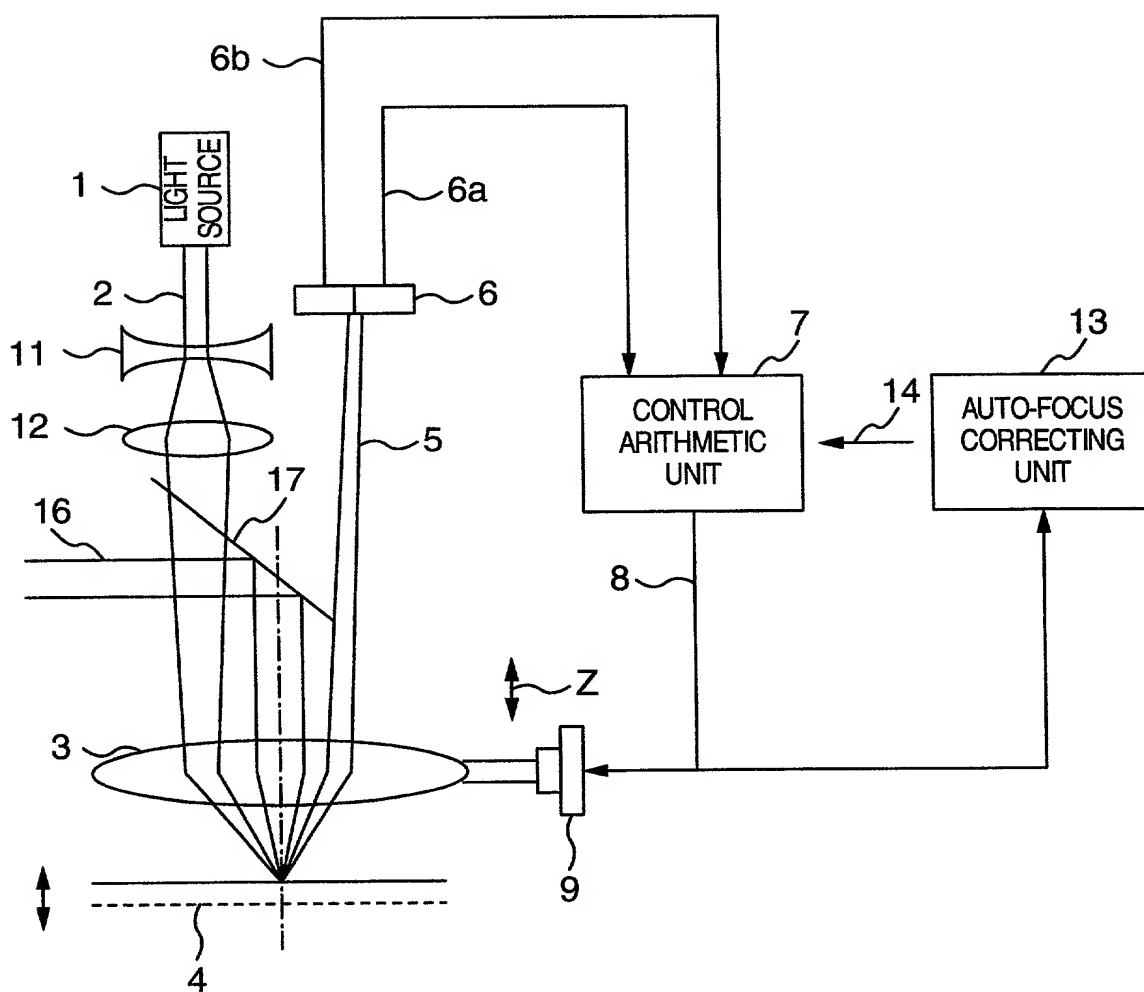 6b
6a
1
LIGHT
SOURCE
2
6
11
7
13
12
5
CONTROL
ARITHMETIC
UNIT
14
AUTO-FOCUS
CORRECTING
UNIT
17
16
8
Z
3
9
4